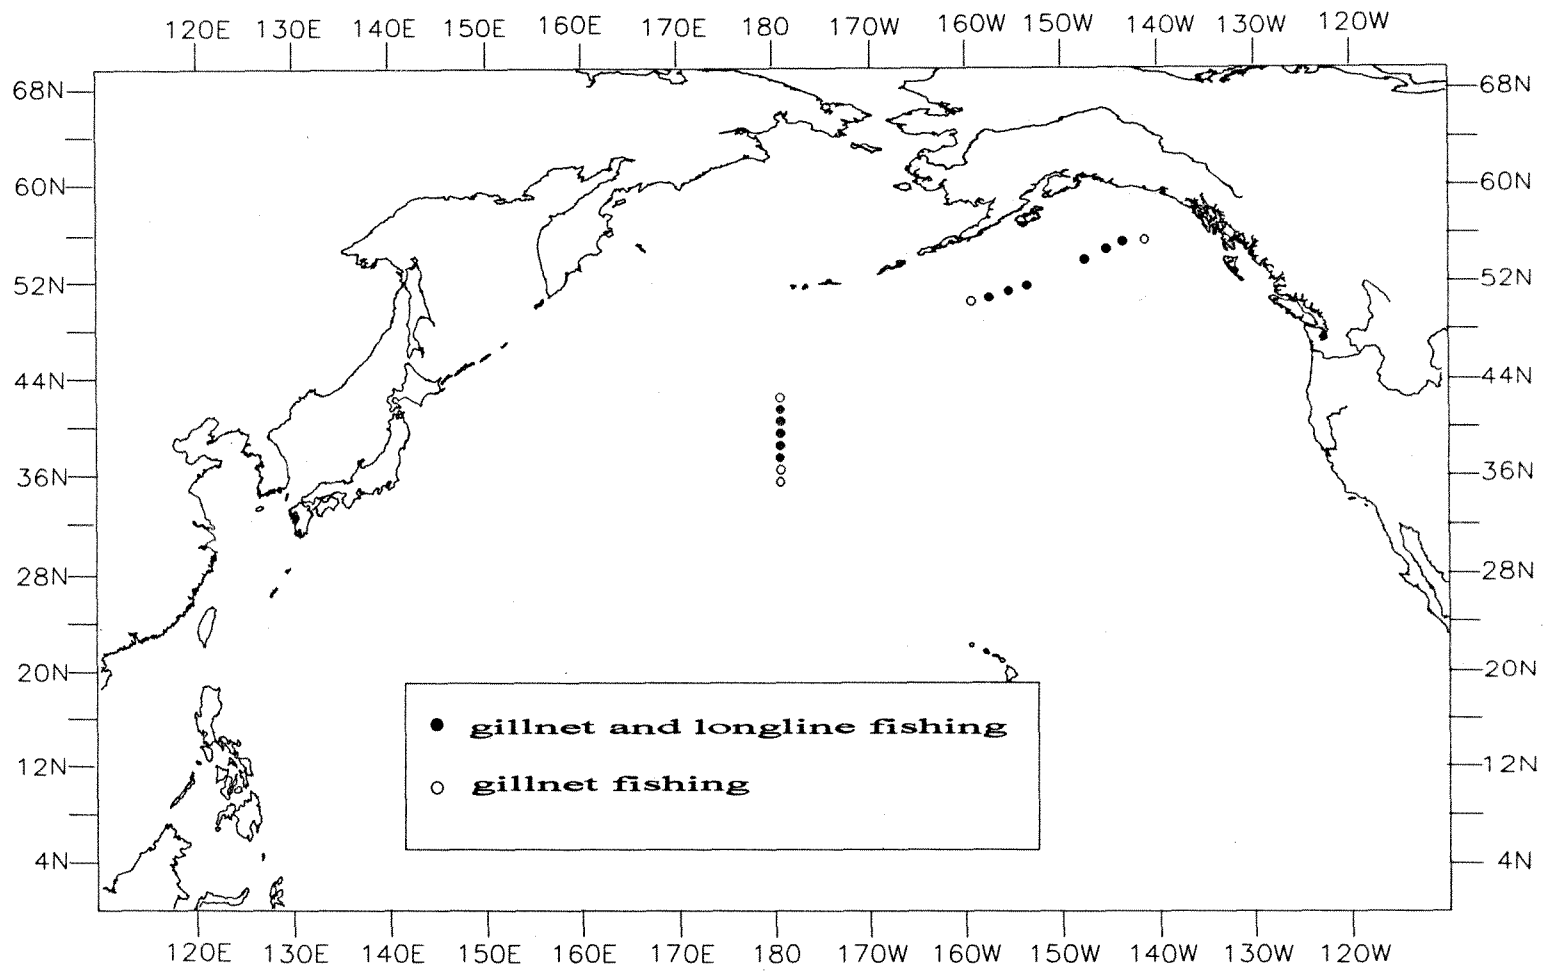 120E 130E 140E 150E 160E 170E 180 170W 160W 150W 140W 130W 120W
68N 68N
60N 60N
52N 52N
44N 44N
36N 36N
28N 28N
20N 20N
gillnet and longline fishing
12N 12N
gillnet fishing
4N 4N
120E 130E 140E 150E 160E 170E 180 170W 160W 150W 140W 130W 120W